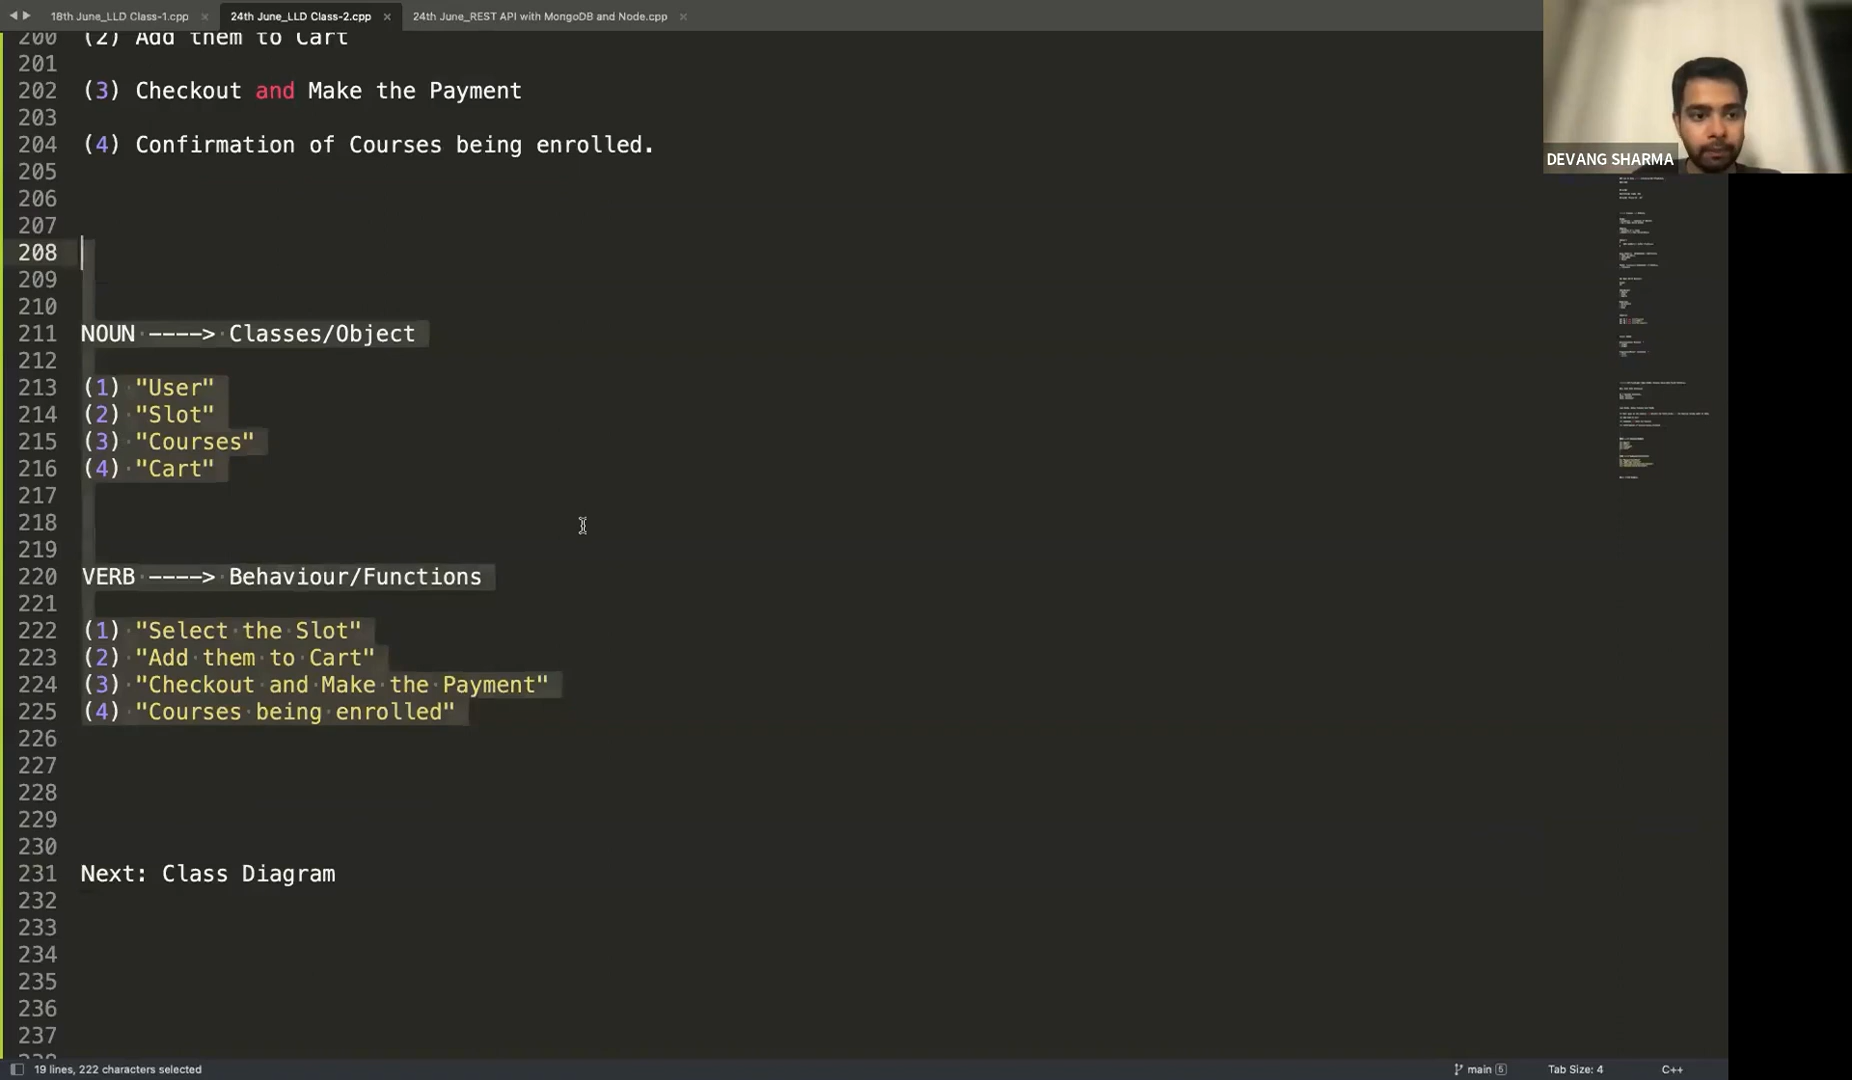 18th June_LLD Class-1.cpp
24th June_LLD Class-2.cpp
24th June_REST API with MongoDB and Node.cpp
200 (2) Add them to Cart
201
202 (3) Checkout and Make the Payment
203
204 (4) Confirmation of Courses being enrolled.
205
206
207
208
209
210
211 NOUN ----> Classes/Object
212
213 (1) "User"
214 (2) "Slot"
215 (3) "Courses"
216 (4) "Cart"
217
218
219
220 VERB ----> Behaviour/Functions
221
222 (1) "Select the Slot"
223 (2) "Add them to Cart"
224 (3) "Checkout and Make the Payment"
225 (4) "Courses being enrolled"
226
227
228
229
230
231 Next: Class Diagram
232
233
234
235
236
237
DEVANG SHARMA
19 lines, 222 characters selected
main 5
Tab Size: 4
C++